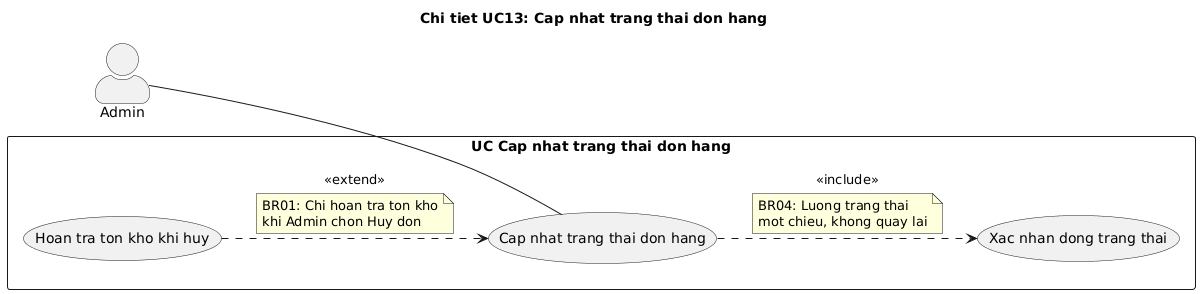 Chi tiet UC13: Cap nhat trang thai don hang
Admin
UC Cap nhat trang thai don hang
«extend»
BR01: Chi hoan tra ton kho
khi Admin chon Huy don
«include»
BR04: Luong trang thai
mot chieu, khong quay lai
Hoan tra ton kho khi huy
Cap nhat trang thai don hang
Xac nhan dong trang thai